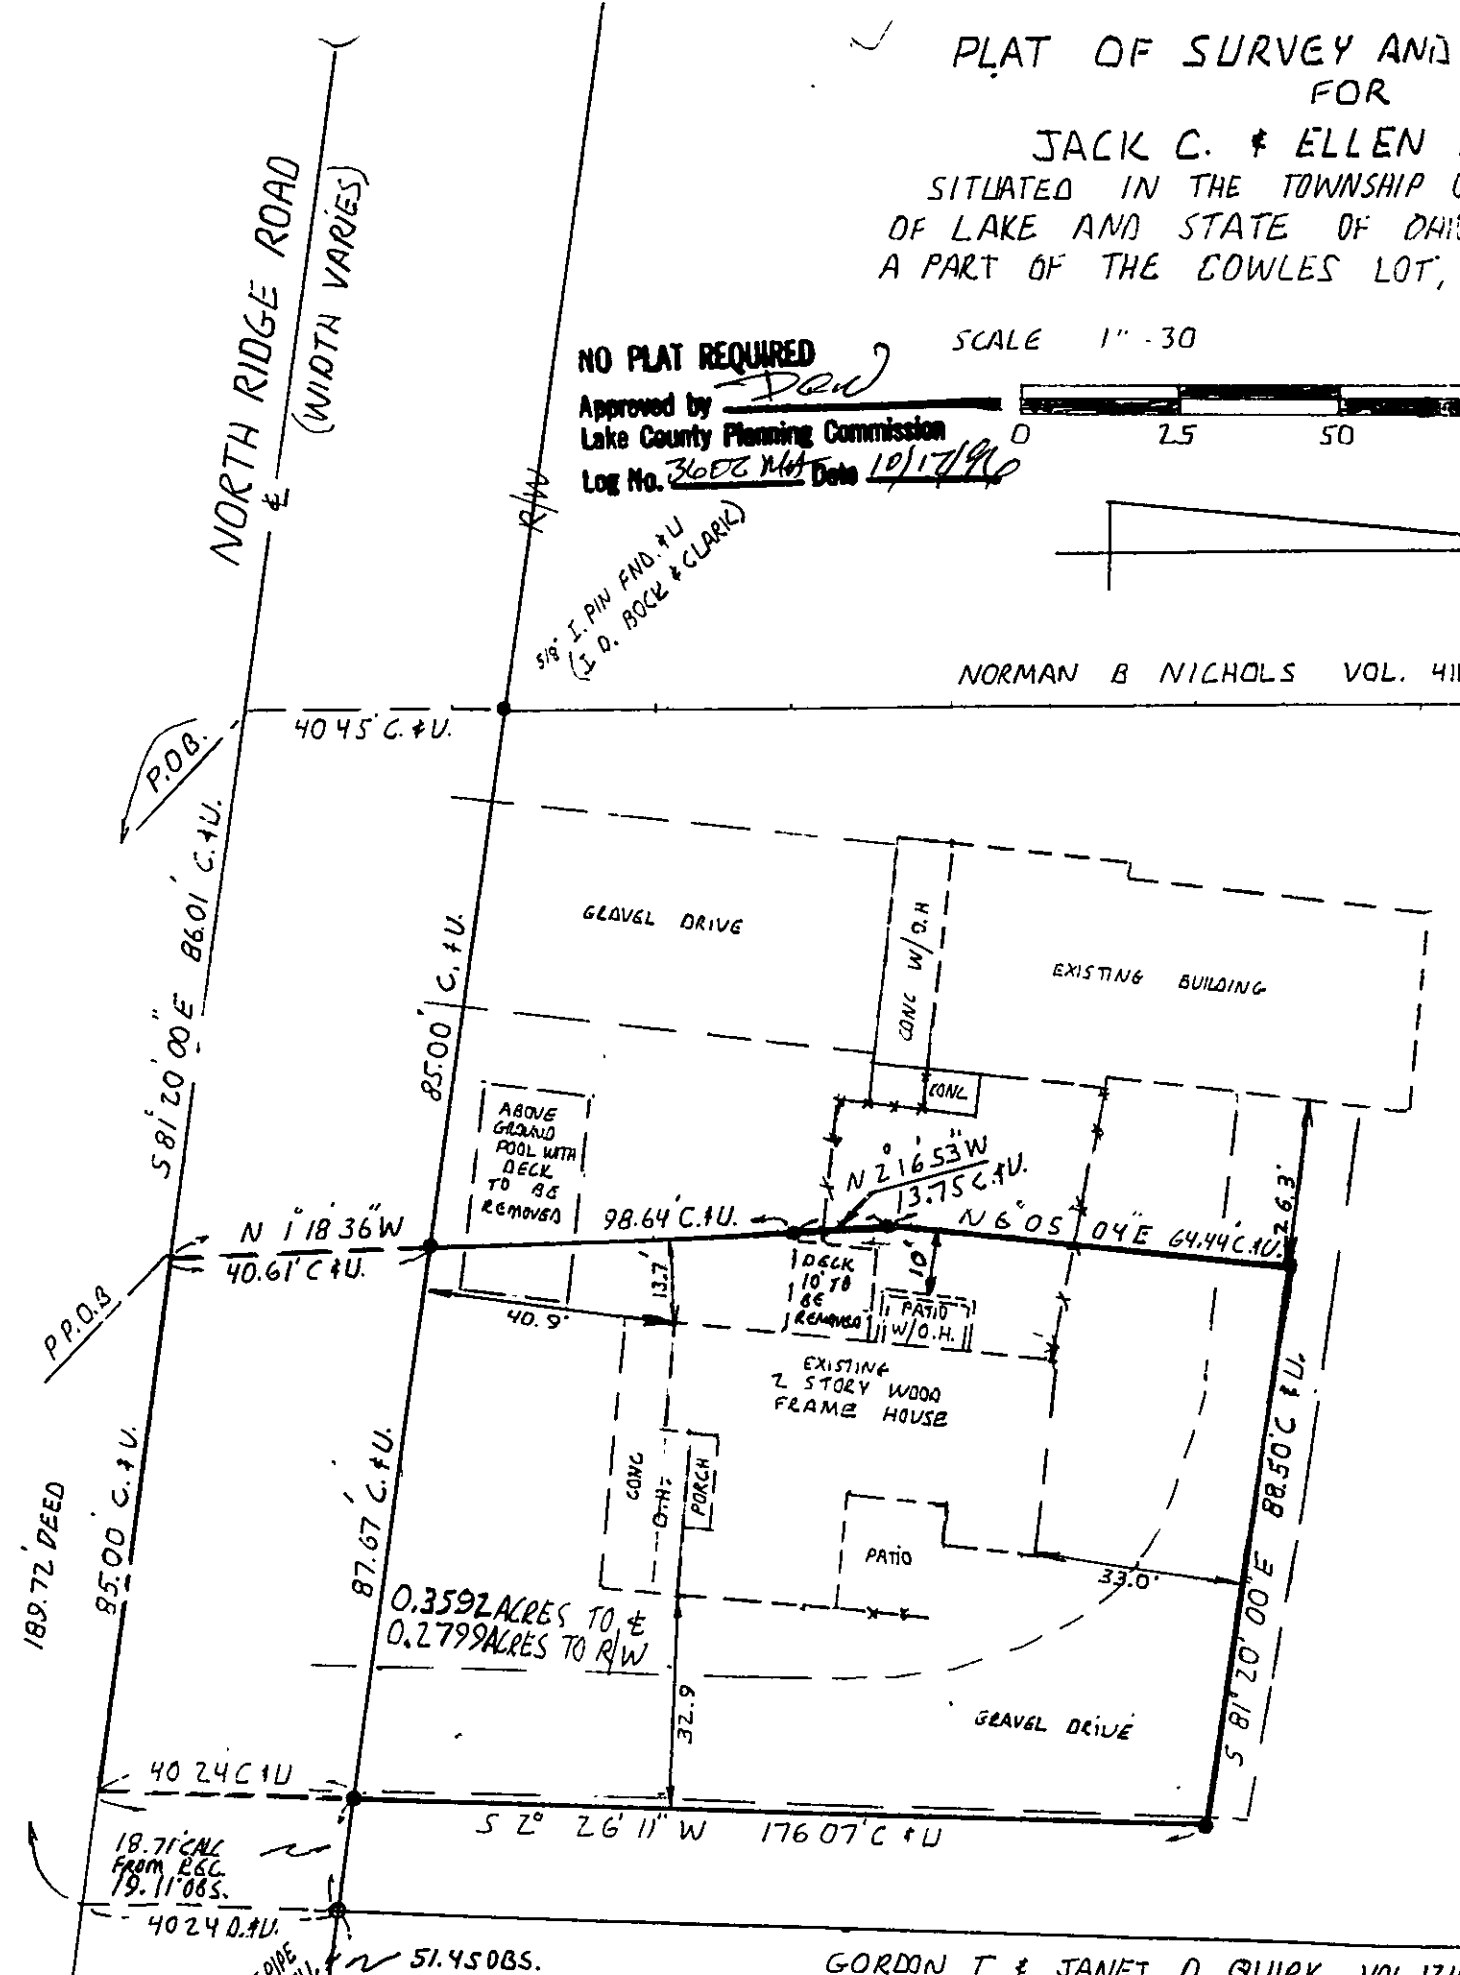 PLAT OF SURVEY AND
FOR
JACK C. & ELLEN
SITUATED IN THE TOWNSHIP
OF LAKE AND STATE OF OHIO
A PART OF THE COWLES LOT,
SCALE 1" - 30
0 25 50
NO PLAT REQUIRED
Approved by
Lake County Planning Commission
Log No. Date 10/17/96
NORTH RIDGE ROAD
(WIDTH VARIES)
℄
R/W
5/8" I. PIN FND. & U
(I.D. BOCK & CLARK)
NORMAN B NICHOLS VOL. 411
40 45' C. & U.
P.O.B.
S 81° 20' 00" E 86.01' C. & U.
85.00' C. & U.
GRAVEL DRIVE
CONC W/O.H
EXISTING BUILDING
CONC
ABOVE
GROUND
POOL WITH
DECK
TO BE
REMOVED
N 2° 16' 53" W
3.75 C. & U.
N 1° 18' 36" W
40.61' C & U.
98.64' C. & U.
N 6° 05' 04" E 64.44' C. & U.
26.3'
P.P.O.B
13.7'
40.9'
DECK
10' TO
BE
REMOVED
10'
PATIO
W/O.H.
EXISTING
2 STORY WOOD
FRAME HOUSE
88.50' C & U.
S 81° 20' 00" E
189.72' DEED
85.00' C. & U.
87.67' C. & U.
CONC
O.H.
PORCH
PATIO
33.0'
0.3592 ACRES TO ℄
0.2799 ACRES TO R/W
32.9
GRAVEL DRIVE
40 24' C & U
S 2° 26' 11" W 176 07' C & U
18.71' CALC
FROM REC.
19.11' OBS.
40 24 D. & U.
PIPE
51.45 OBS.
GORDON T & JANET D QUIRK VOL